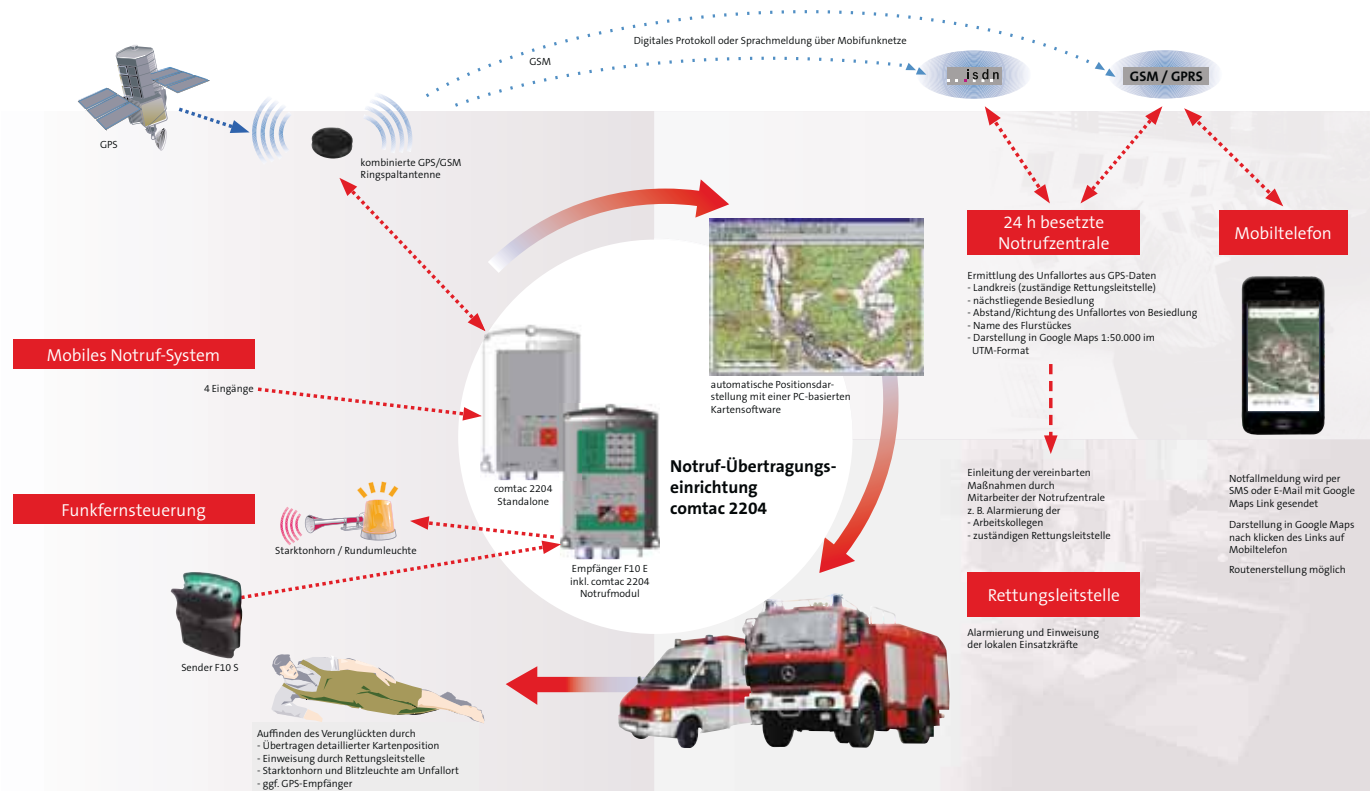 Digitales Protokoll oder Sprachmeldung über Mobifunknetze
GSM
isdn
GSM / GPRS
GPS
kombinierte GPS/GSM
Ringspaltantenne
24 h besetzte
Notrufzentrale
Mobiltelefon
Ermittlung des Unfallortes aus GPS-Daten
- Landkreis (zuständige Rettungsleitstelle)
- nächstliegende Besiedlung
- Abstand/Richtung des Unfallortes von Besiedlung
- Name des Flurstückes
- Darstellung in Google Maps 1:50.000 im
UTM-Format
Mobiles Notruf-System
4 Eingänge
automatische Positionsdar-
stellung mit einer PC-basierten
Kartensoftware
Notruf-Übertragungs-
einrichtung
comtac 2204
comtac 2204
Standalone
Funkfernsteuerung
Starktonhorn / Rundumleuchte
Empfänger F10 E
inkl. comtac 2204
Notrufmodul
Sender F10 S
Einleitung der vereinbarten
Maßnahmen durch
Mitarbeiter der Notrufzentrale
z. B. Alarmierung der
- Arbeitskollegen
- zuständigen Rettungsleitstelle
Notfallmeldung wird per
SMS oder E-Mail mit Google
Maps Link gesendet
Darstellung in Google Maps
nach klicken des Links auf
Mobiltelefon
Routenerstellung möglich
Rettungsleitstelle
Alarmierung und Einweisung
der lokalen Einsatzkräfte
Auffinden des Verunglückten durch
- Übertragen detaillierter Kartenposition
- Einweisung durch Rettungsleitstelle
- Starktonhorn und Blitzleuchte am Unfallort
- ggf. GPS-Empfänger